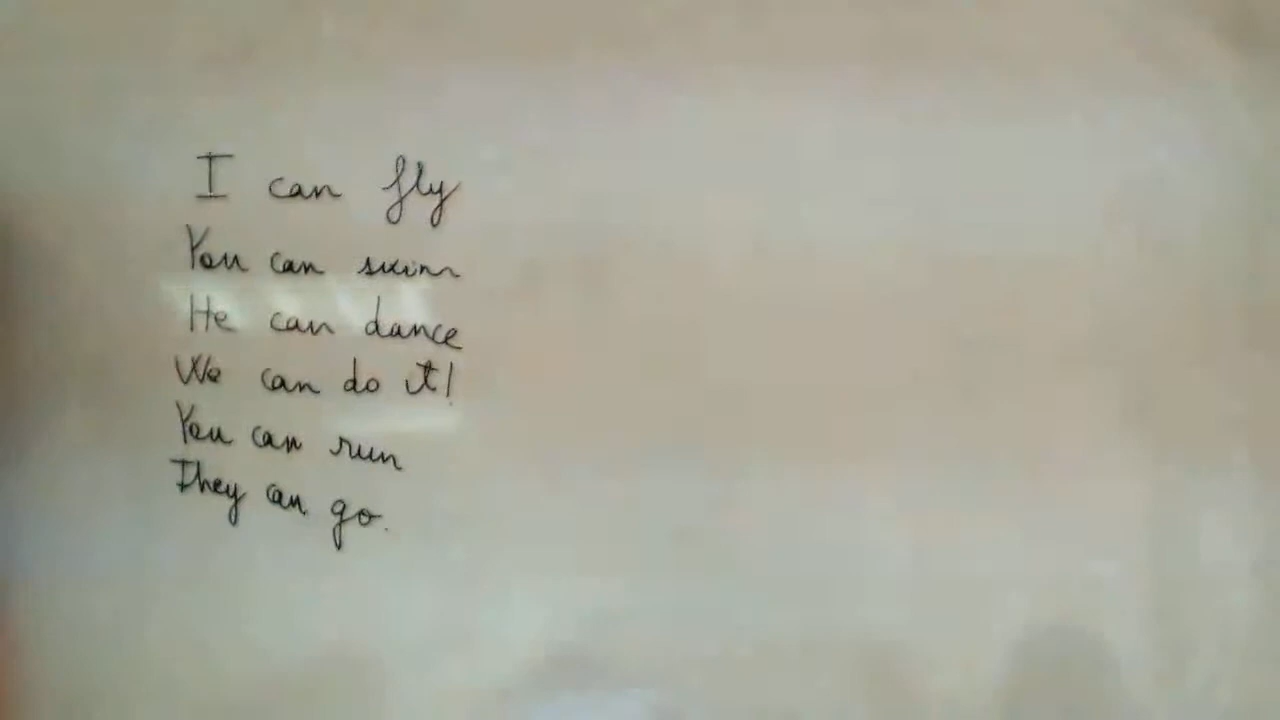 I can fly
You can swim
He can dance
We can do it!
You can run
They can go.